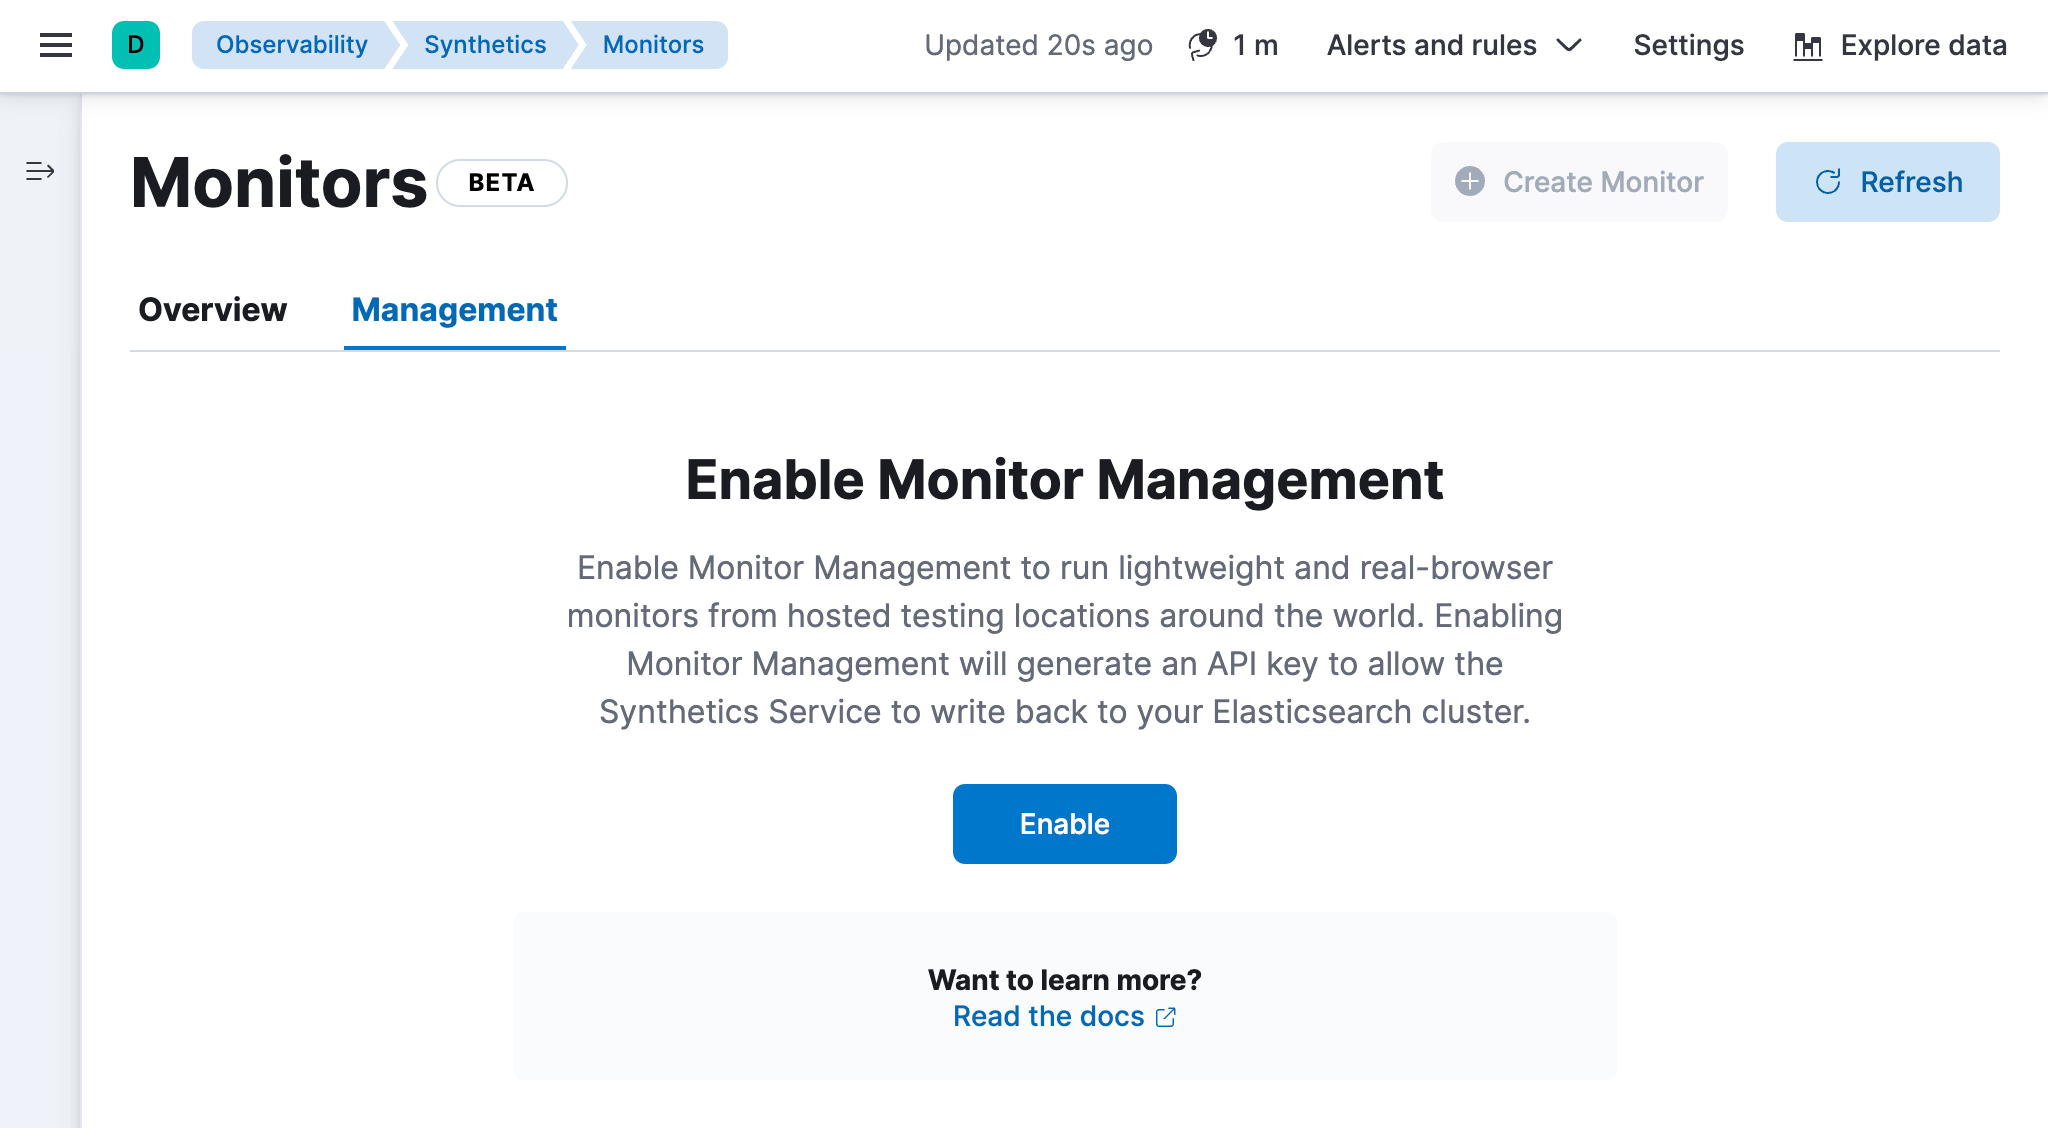 D
Observability
Synthetics
Monitors
Updated 20s ago
1 m
Alerts and rules
Settings
Explore data
Monitors
BETA
Create Monitor
Refresh
Overview
Management
Enable Monitor Management
Enable Monitor Management to run lightweight and real-browser
monitors from hosted testing locations around the world. Enabling
Monitor Management will generate an API key to allow the
Synthetics Service to write back to your Elasticsearch cluster.
Enable
Want to learn more?
Read the docs